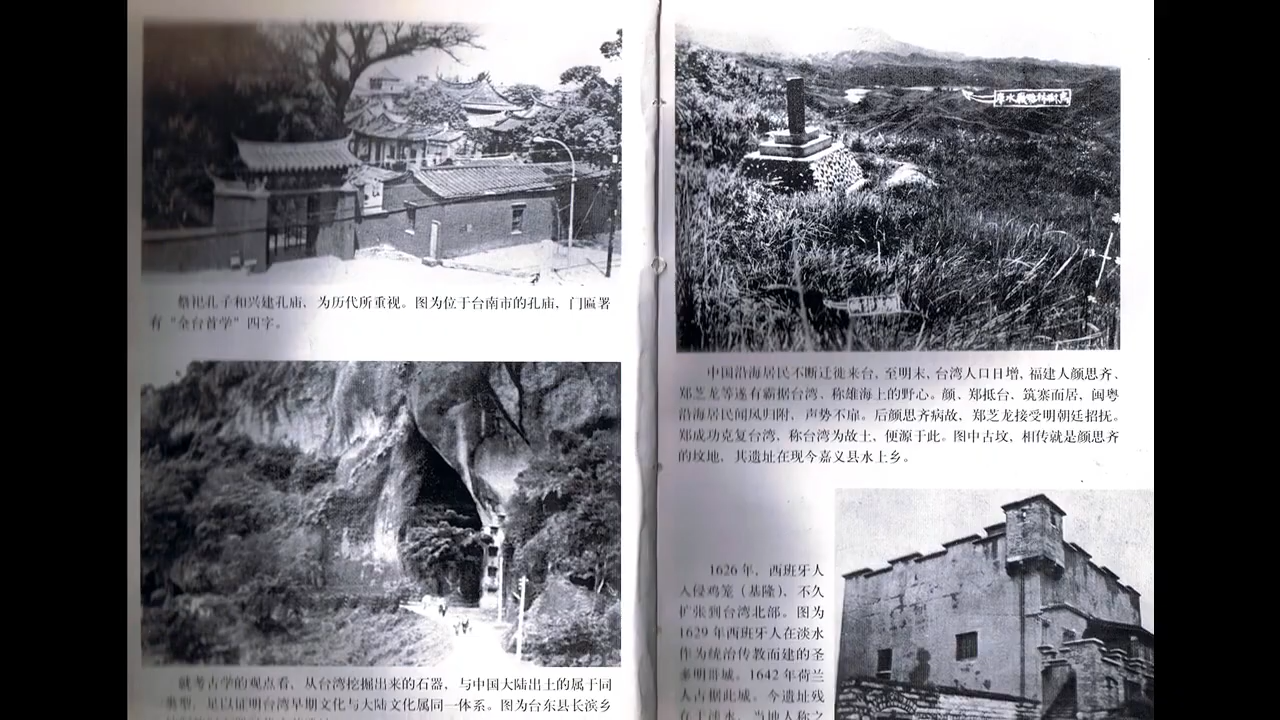 祭祀孔子和兴建孔庙，为历代所重视。图为位于台南市的孔庙，门匾署
有“全台首学”四字。
就考古学的观点看，从台湾挖掘出来的石器，与中国大陆出土的属于同
类型，足以证明台湾早期文化与大陆文化属同一体系。图为台东县长滨乡
中国沿海居民不断迁徙来台，至明末，台湾人口日增，福建人颜思齐、
郑芝龙等遂有霸据台湾、称雄海上的野心。颜、郑抵台，筑寨而居，闽粤
沿海居民闻风归附，声势不扉。后颜思齐病故，郑芝龙接受明朝廷招抚。
郑成功克复台湾，称台湾为故土，便源于此。图中古坟，相传就是颜思齐
的坟地，其遗址在现今嘉义县水上乡。
1626年，西班牙人
入侵鸡笼（基隆），不久
扩张到台湾北部。图为
1629年西班牙人在淡水
作为统治传教而建的圣
多明哥城。1642年荷兰
人占据此城。今遗址残
存于淡水，当地人称之